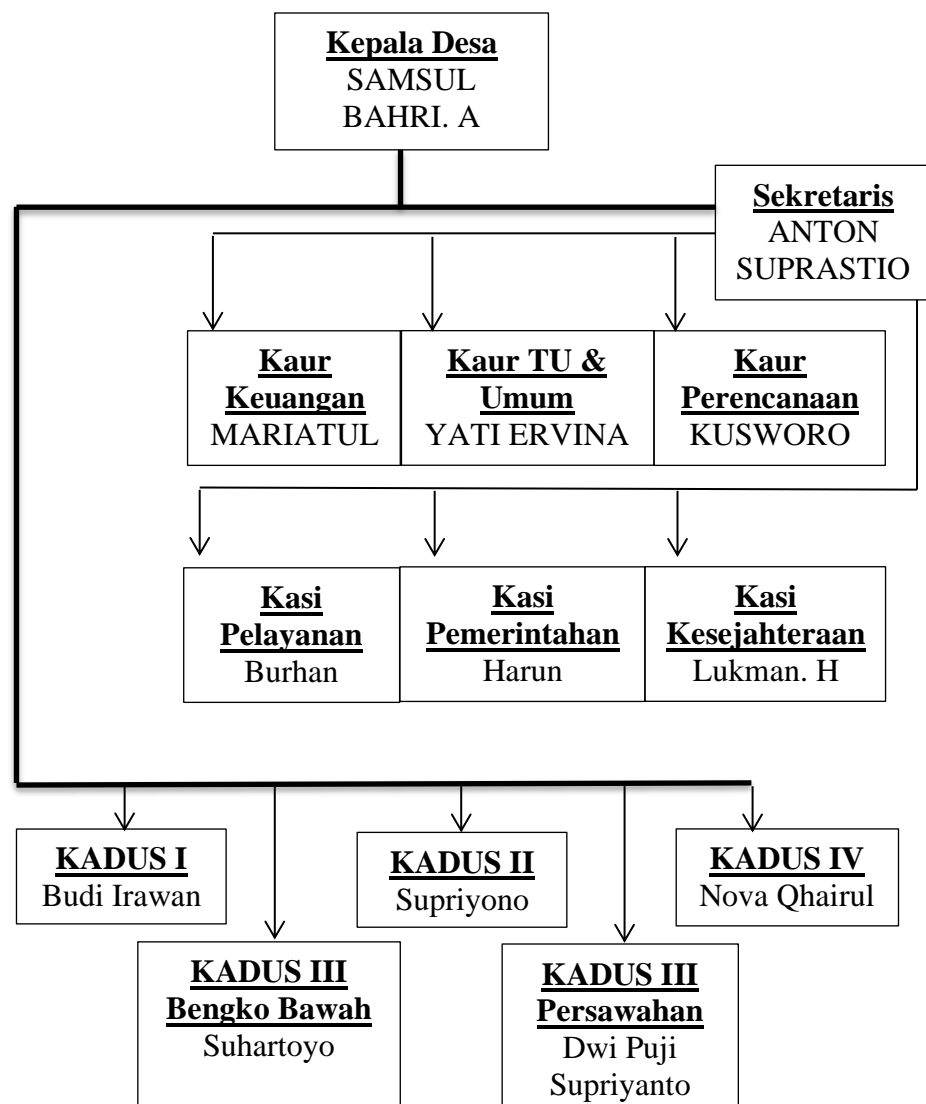 Kepala Desa
SAMSUL
BAHRI. A
Sekretaris
ANTON
SUPRASTIO
Kaur
Keuangan
MARIATUL
Kaur TU &
Umum
YATI ERVINA
Kaur
Perencanaan
KUSWORO
Kasi
Pelayanan
Burhan
Kasi
Pemerintahan
Harun
Kasi
Kesejahteraan
Lukman. H
KADUS I
Budi Irawan
KADUS II
Supriyono
KADUS IV
Nova Qhairul
KADUS III
Bengko Bawah
Suhartoyo
KADUS III
Persawahan
Dwi Puji
Supriyanto